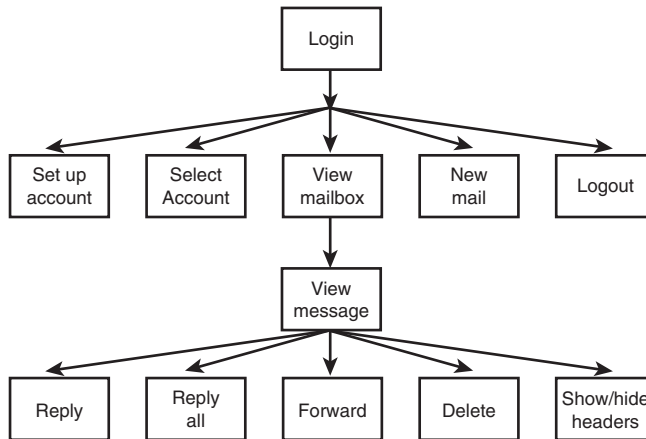 Login
Set up
account
Select
Account
View
mailbox
New
mail
Logout
View
message
Reply
Reply
all
Forward
Delete
Show/hide
headers